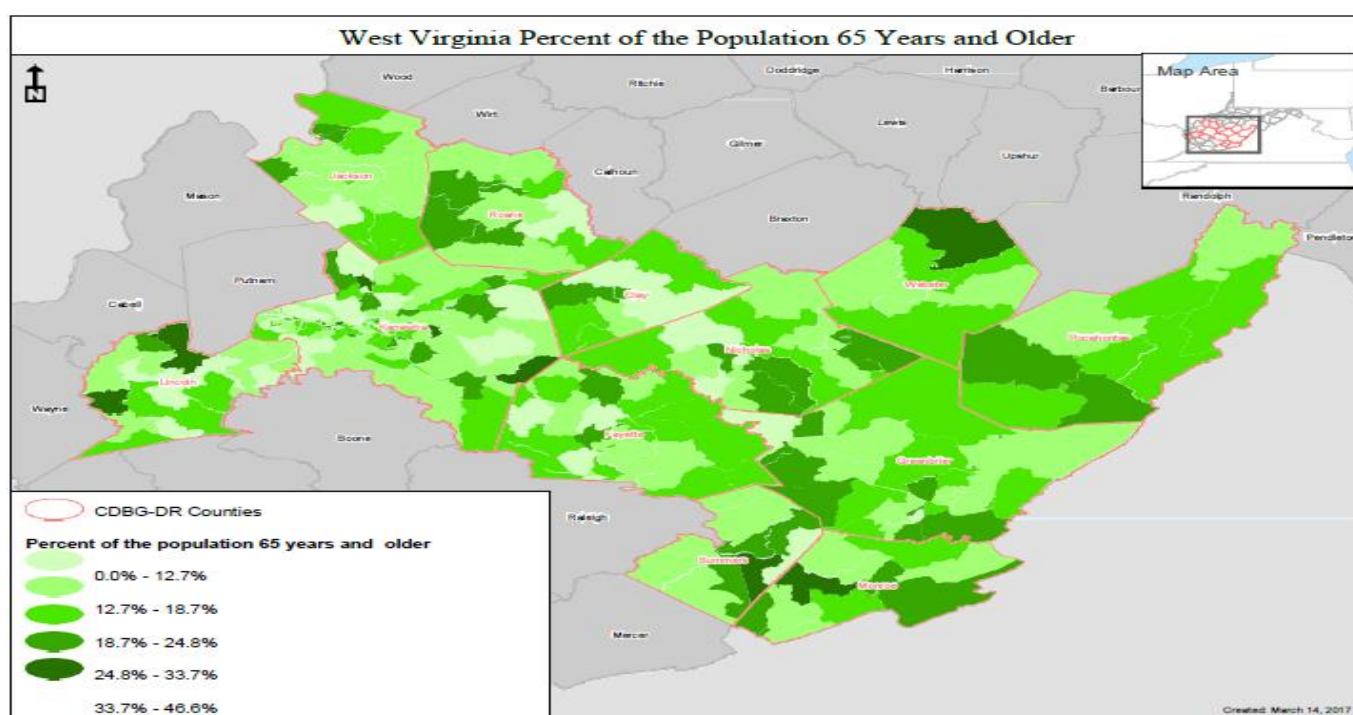 West Virginia Percent of the Population 65 Years and Older
N
Map Area
Wood
Doddridge
Harrison
Ritchie
Barbour
Wirt
Lewis
Gilmer
Upshur
Calhoun
Jackson
Mason
Randolph
Roane
Braxton
Pendleton
Putnam
Cabell
Webster
Clay
Kanawha
Pocahontas
Nicholas
Lincoln
Wayne
Boone
Fayette
Greenbrier
Raleigh
Summers
Monroe
Mercer
CDBG-DR Counties
Percent of the population 65 years and older
0.0% - 12.7%
12.7% - 18.7%
18.7% - 24.8%
24.8% - 33.7%
33.7% - 46.6%
Created: March 14, 2017